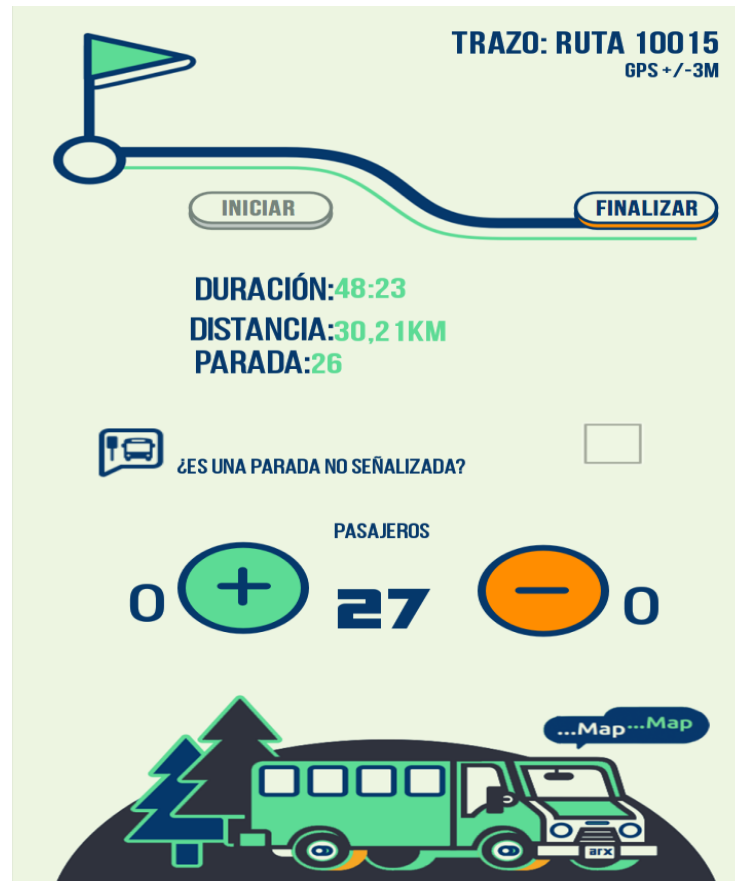 TRAZO: RUTA 10015
GPS +/-3M
INICIAR
FINALIZAR
DURACIÓN:48:23
DISTANCIA:30,21KM
PARADA:26
¿ES UNA PARADA NO SEÑALIZADA?
PASAJEROS
0 + 27 − 0
...Map ...Map
arx